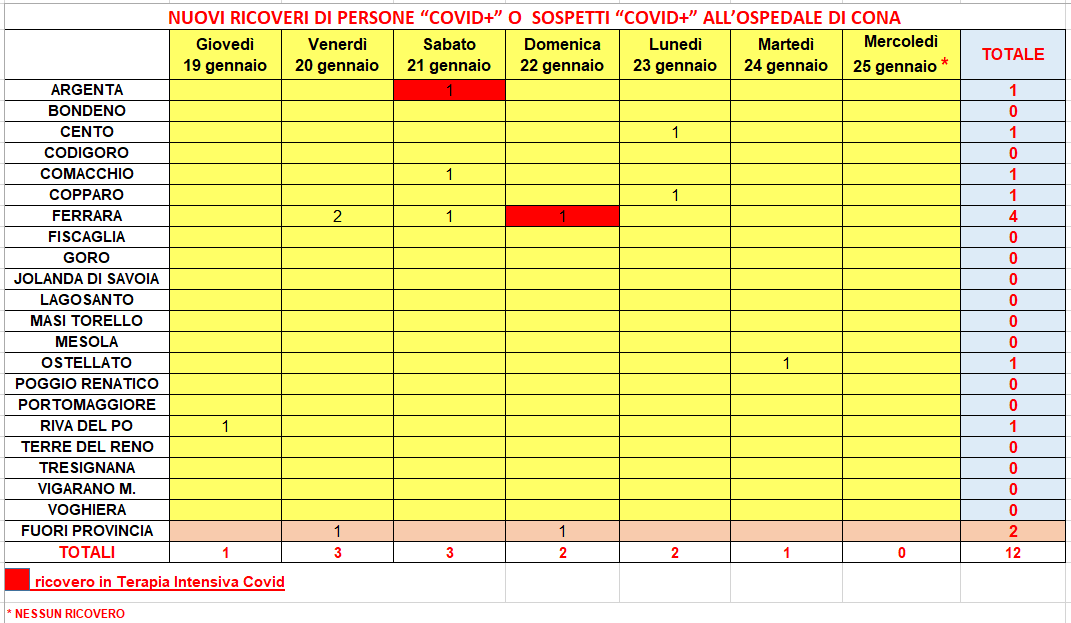 NUOVI RICOVERI DI PERSONE “COVID+” O SOSPETTI “COVID+” ALL’OSPEDALE DI CONA
Giovedì 19 gennaio Venerdì 20 gennaio Sabato 21 gennaio Domenica 22 gennaio Lunedì 23 gennaio Martedì 24 gennaio Mercoledì 25 gennaio * TOTALE
ARGENTA 1 1
BONDENO 0
CENTO 1 1
CODIGORO 0
COMACCHIO 1 1
COPPARO 1 1
FERRARA 2 1 1 4
FISCAGLIA 0
GORO 0
JOLANDA DI SAVOIA 0
LAGOSANTO 0
MASI TORELLO 0
MESOLA 0
OSTELLATO 1 1
POGGIO RENATICO 0
PORTOMAGGIORE 0
RIVA DEL PO 1 1
TERRE DEL RENO 0
TRESIGNANA 0
VIGARANO M. 0
VOGHIERA 0
FUORI PROVINCIA 1 1 2
TOTALI 1 3 3 2 2 1 0 12
ricovero in Terapia Intensiva Covid
* NESSUN RICOVERO